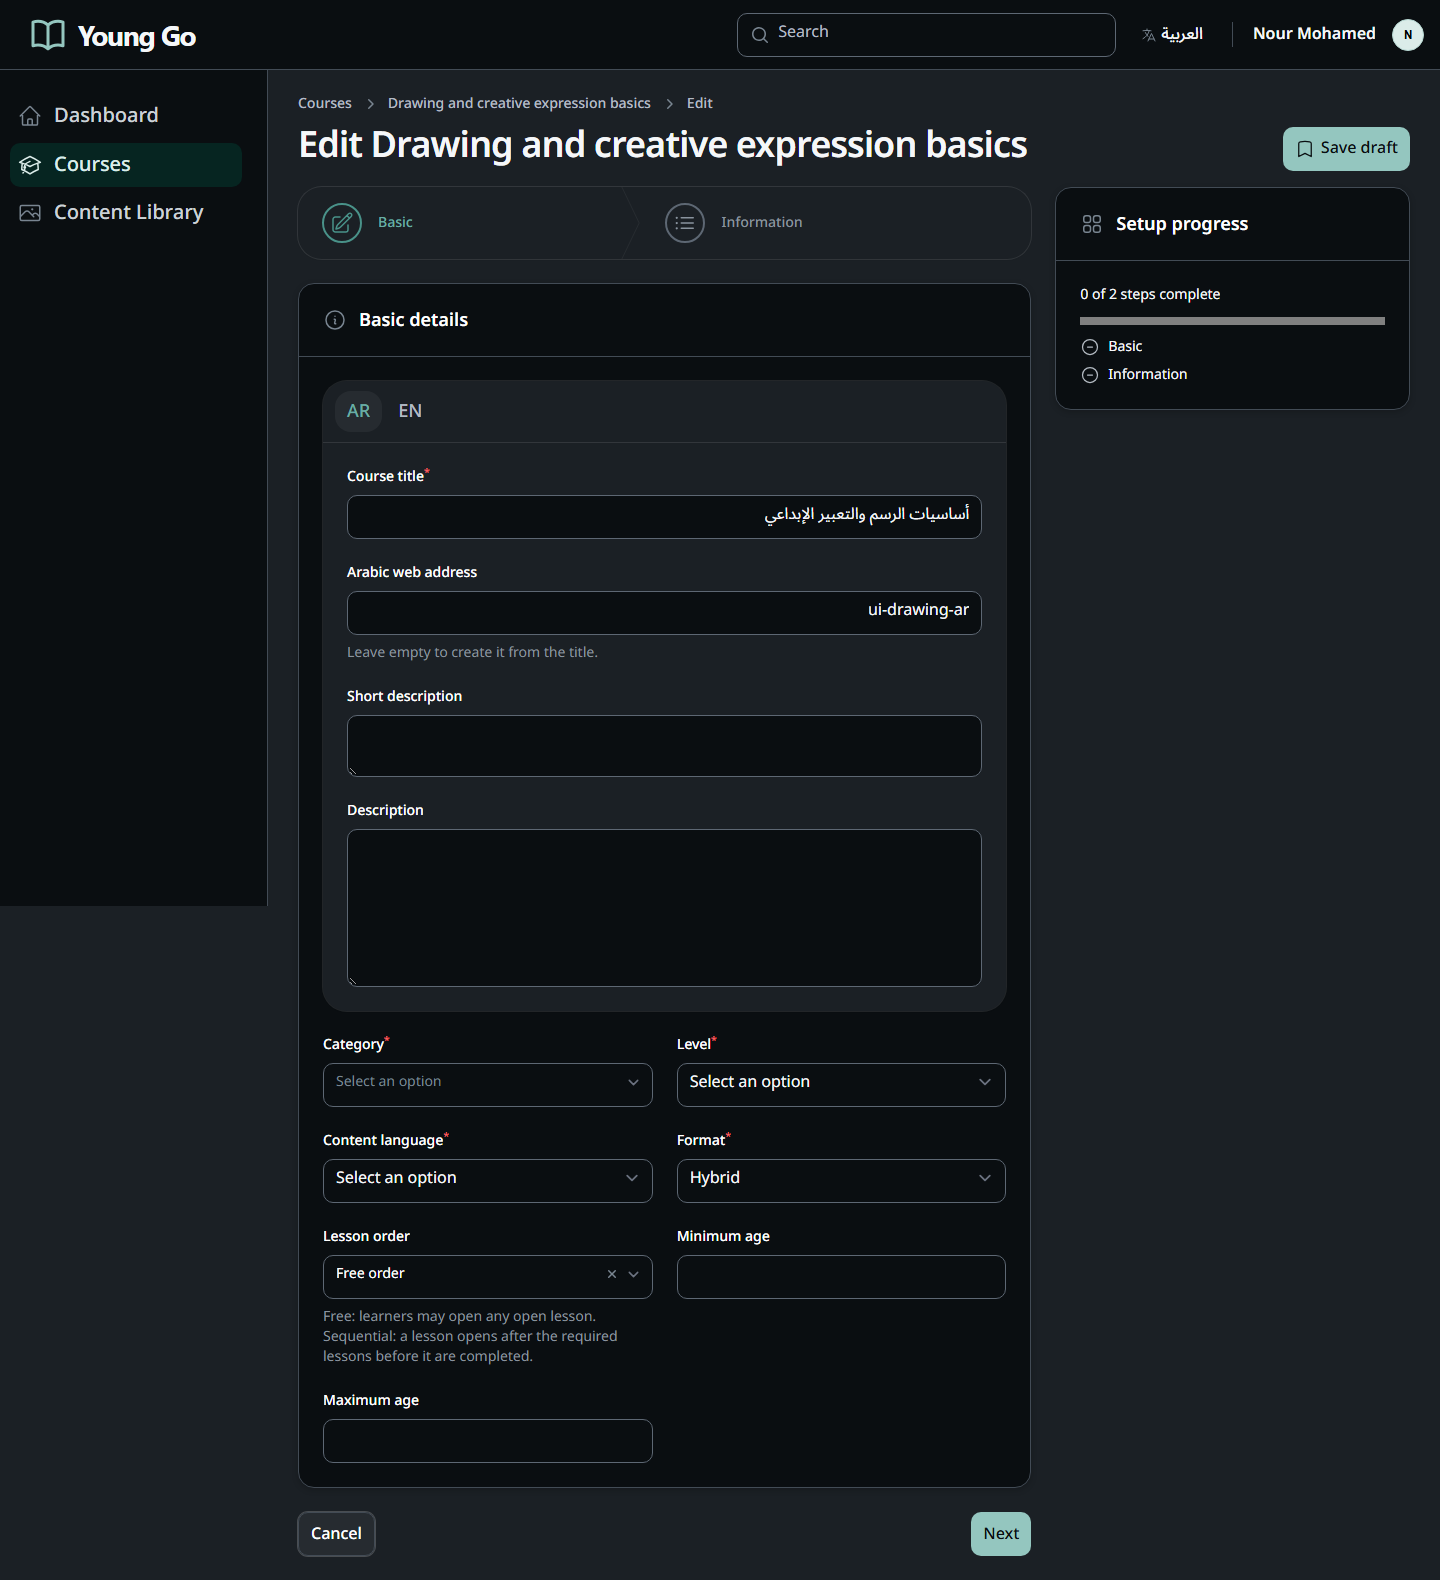 Young Go
Search
العربية
Nour Mohamed
N
Dashboard
Courses
Content Library
Courses > Drawing and creative expression basics > Edit
Edit Drawing and creative expression basics
Save draft
Basic
Information
Setup progress
0 of 2 steps complete
Basic
Information
Basic details
AR EN
Course title*
أساسيات الرسم والتعبير الإبداعي
Arabic web address
ui-drawing-ar
Leave empty to create it from the title.
Short description
Description
Category*
Select an option
Level*
Select an option
Content language*
Select an option
Format*
Hybrid
Lesson order
Free order
Free: learners may open any open lesson.
Sequential: a lesson opens after the required
lessons before it are completed.
Minimum age
Maximum age
Cancel
Next